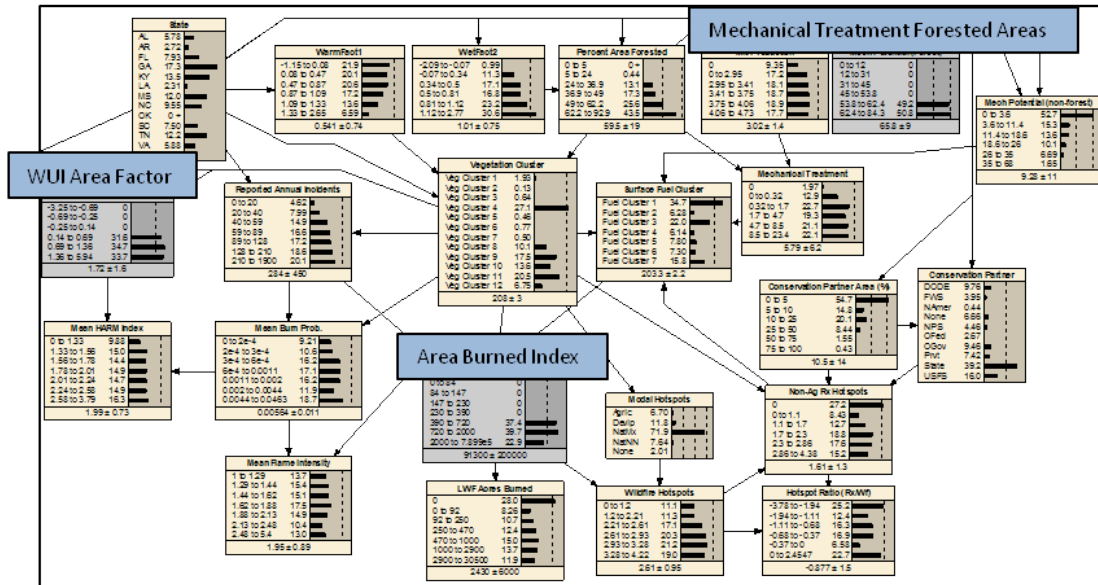 State
AL 5.78
AR 2.72
FL 7.93
GA 17.3
KY 13.5
LA 2.31
MS 12.0
NC 9.55
OK 0+
SC 7.50
TN 12.2
VA 5.88
WarmFact1
-1.15 to 0.08 21.9
0.08 to 0.47 20.1
0.47 to 0.87 20.6
0.87 to 1.09 17.2
1.09 to 1.33 13.6
1.33 to 2.65 6.59
0.541 ± 0.74
WetFact2
-2.09 to -0.07 0.99
-0.07 to 0.34 11.3
0.34 to 0.5 17.1
0.5 to 0.81 16.8
0.81 to 1.12 23.2
1.12 to 2.77 30.6
1.01 ± 0.75
Percent Area Forested
0 to 5 0+
5 to 24 0.44
24 to 36.9 13.1
36.9 to 49 17.3
49 to 62.2 25.6
62.2 to 92.9 43.5
59.5 ± 19
Mechanical Treatment Forested Areas
0 9.35
0 to 2.95 17.2
2.95 to 3.41 18.1
3.41 to 3.75 18.7
3.75 to 4.06 18.9
4.06 to 4.73 17.7
3.02 ± 1.4
0 to 12 0
12 to 31 0
31 to 45 0
45 to 53.8 0
53.8 to 62.4 49.2
62.4 to 84.3 50.8
65.8 ± 9
Mech Potential (non-forest)
0 to 3.6 52.7
3.6 to 11.4 15.3
11.4 to 18.6 13.6
18.6 to 26 10.1
26 to 35 6.69
35 to 68 1.65
9.28 ± 11
WUI Area Factor
-3.25 to -0.69 0
-0.69 to -0.25 0
-0.25 to 0.14 0
0.14 to 0.69 31.6
0.69 to 1.36 34.7
1.36 to 5.94 33.7
1.72 ± 1.6
Reported Annual Incidents
0 to 20 4.62
20 to 40 7.99
40 to 59 14.9
59 to 89 16.6
89 to 128 17.2
128 to 210 18.6
210 to 1900 20.1
284 ± 450
Vegetation Cluster
Veg Cluster 1 1.93
Veg Cluster 2 0.13
Veg Cluster 3 0.64
Veg Cluster 4 27.1
Veg Cluster 5 0.46
Veg Cluster 6 0.77
Veg Cluster 7 0.50
Veg Cluster 8 10.1
Veg Cluster 9 17.5
Veg Cluster 10 13.6
Veg Cluster 11 20.5
Veg Cluster 12 6.75
208 ± 3
Surface Fuel Cluster
Fuel Cluster 1 34.7
Fuel Cluster 2 6.28
Fuel Cluster 3 22.0
Fuel Cluster 4 6.14
Fuel Cluster 5 7.80
Fuel Cluster 6 7.30
Fuel Cluster 7 15.8
203.3 ± 2.2
Mechanical Treatment
0 1.97
0 to 0.32 12.9
0.32 to 1.7 22.7
1.7 to 4.7 19.3
4.7 to 8.5 21.1
8.5 to 23.4 22.1
5.79 ± 6.2
Conservation Partner Area (%)
0 to 5 54.7
5 to 10 14.8
10 to 25 20.1
25 to 50 8.44
50 to 75 1.55
75 to 100 0.43
10.5 ± 14
Conservation Partner
DODE 9.76
FWS 3.95
NAmer 0.44
None 6.66
NPS 4.46
OFed 2.67
OGov 9.46
Prvt 7.42
State 39.2
USFS 16.0
Mean HARM Index
0 to 1.33 9.88
1.33 to 1.56 15.0
1.56 to 1.78 14.4
1.78 to 2.01 14.9
2.01 to 2.24 14.7
2.24 to 2.58 14.9
2.58 to 3.79 16.3
1.99 ± 0.73
Mean Burn Prob.
0 to 2e-4 9.21
2e-4 to 3e-4 10.6
3e-4 to 6e-4 16.2
6e-4 to 0.0011 17.1
0.0011 to 0.002 16.2
0.002 to 0.0044 11.9
0.0044 to 0.0463 18.7
0.00564 ± 0.011
Area Burned Index
0 to 84 0
84 to 147 0
147 to 230 0
230 to 390 0
390 to 720 37.4
720 to 2000 39.7
2000 to 7.899e5 22.9
91300 ± 200000
Modal Hotspots
Agric 6.70
Devlp 11.8
NatMx 71.9
NatNN 7.64
None 2.01
Non-Ag Rx Hotspots
0 27.2
0 to 1.1 8.43
1.1 to 1.7 12.7
1.7 to 2.3 18.8
2.3 to 2.86 17.6
2.86 to 4.38 15.2
1.61 ± 1.3
Mean Flame Intensity
1 to 1.29 13.7
1.29 to 1.44 15.4
1.44 to 1.62 15.1
1.62 to 1.88 17.5
1.88 to 2.13 14.9
2.13 to 2.48 10.4
2.48 to 5.4 13.0
1.95 ± 0.89
LWF Acres Burned
0 28.0
0 to 92 8.26
92 to 250 10.7
250 to 470 12.4
470 to 1000 15.0
1000 to 2900 13.7
2900 to 30500 11.9
2430 ± 6000
Wildfire Hotspots
0 to 1.2 11.1
1.2 to 2.21 11.3
2.21 to 2.61 17.1
2.61 to 2.93 20.3
2.93 to 3.28 21.2
3.28 to 4.22 19.0
2.61 ± 0.95
Hotspot Ratio (Rx/Wf)
-3.78 to -1.94 25.2
-1.94 to -1.11 12.4
-1.11 to -0.68 16.3
-0.68 to -0.37 16.9
-0.37 to 0 6.58
0 to 2.4547 22.7
-0.877 ± 1.5